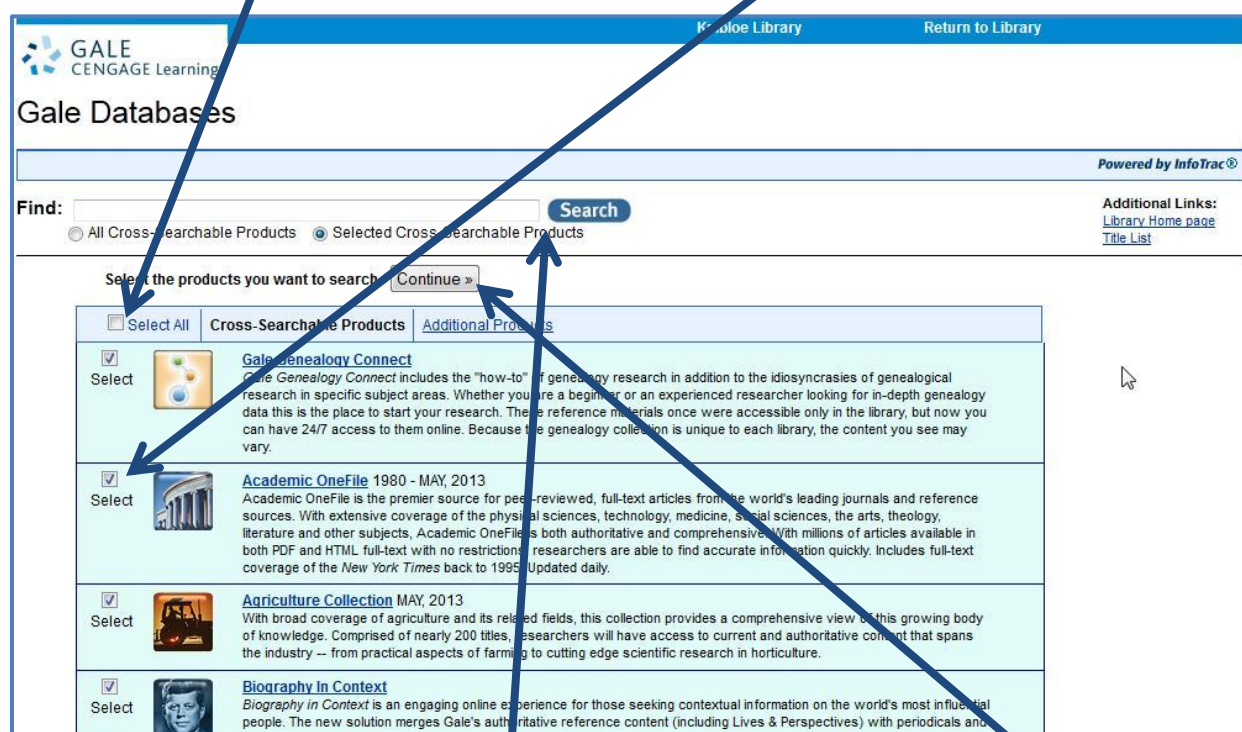 Library Return to Library
GALE
CENGAGE Learning
Gale Databases
Powered by InfoTrac®
Find: Search
All Cross-Searchable Products Selected Cross-Searchable Products
Additional Links:
Library Home page
Title List
Select the products you want to search Continue »
Select All Cross-Searchable Products Additional Products
Select
Gale Genealogy Connect
Gale Genealogy Connect includes the "how-to" of genealogy research in addition to the idiosyncrasies of genealogical
research in specific subject areas. Whether you are a beginner or an experienced researcher looking for in-depth genealogy
data this is the place to start your research. These reference materials once were accessible only in the library, but now you
can have 24/7 access to them online. Because the genealogy collection is unique to each library, the content you see may
vary.
Select
Academic OneFile 1980 - MAY, 2013
Academic OneFile is the premier source for peer-reviewed, full-text articles from the world's leading journals and reference
sources. With extensive coverage of the physical sciences, technology, medicine, social sciences, the arts, theology,
literature and other subjects, Academic OneFile is both authoritative and comprehensive. With millions of articles available in
both PDF and HTML full-text with no restrictions, researchers are able to find accurate information quickly. Includes full-text
coverage of the New York Times back to 1995. Updated daily.
Select
Agriculture Collection MAY, 2013
With broad coverage of agriculture and its related fields, this collection provides a comprehensive view of this growing body
of knowledge. Comprised of nearly 200 titles, researchers will have access to current and authoritative content that spans
the industry -- from practical aspects of farming to cutting edge scientific research in horticulture.
Select
Biography In Context
Biography in Context is an engaging online experience for those seeking contextual information on the world's most influential
people. The new solution merges Gale's authoritative reference content (including Lives & Perspectives) with periodicals and